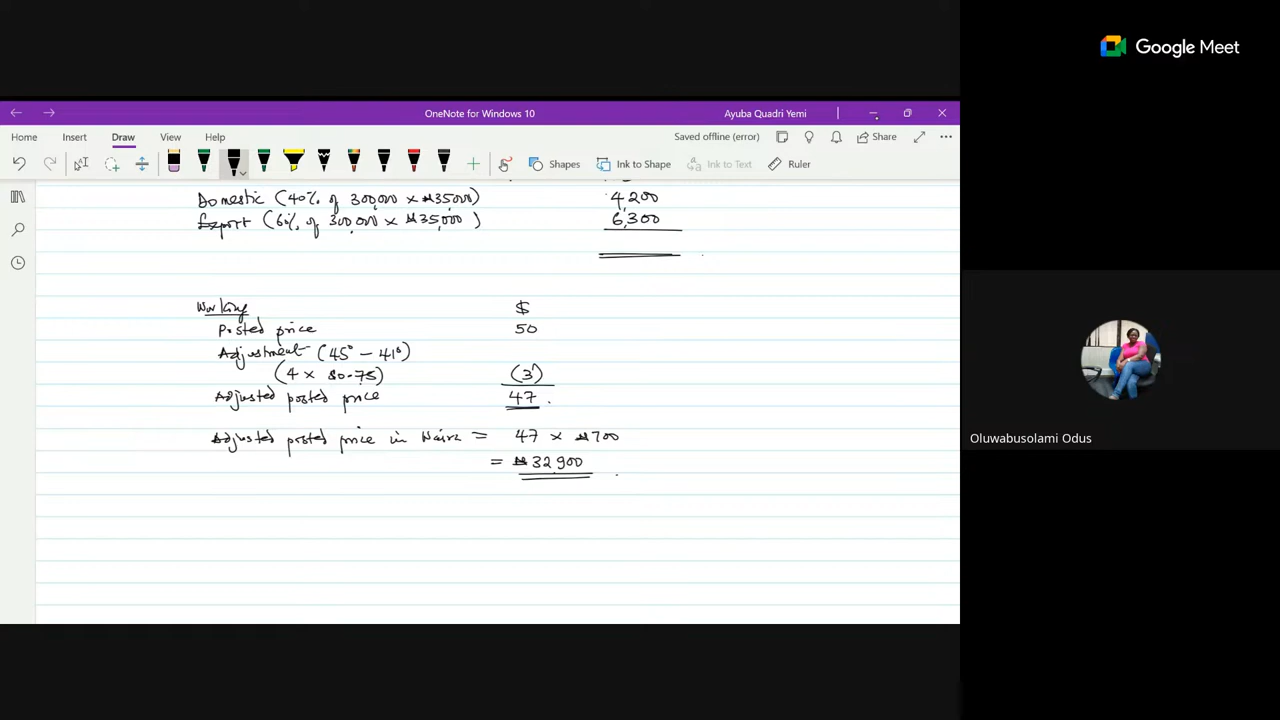 Google Meet
OneNote for Windows 10
Ayuba Quadri Yemi
Home Insert Draw View Help
Saved offline (error)
Share
Shapes
Ink to Shape
Ink to Text
Ruler
Domestic (40% of 300,000 × ₦35,000) 4,200
Export (60% of 300,000 × ₦35,000) 6,300
Working $
Posted price 50
Adjustment (45° - 41°)
(4 × $0.75) (3)
Adjusted posted price 47
Adjusted posted price in Naira = 47 × ₦700
= ₦32,900
Oluwabusolami Odus